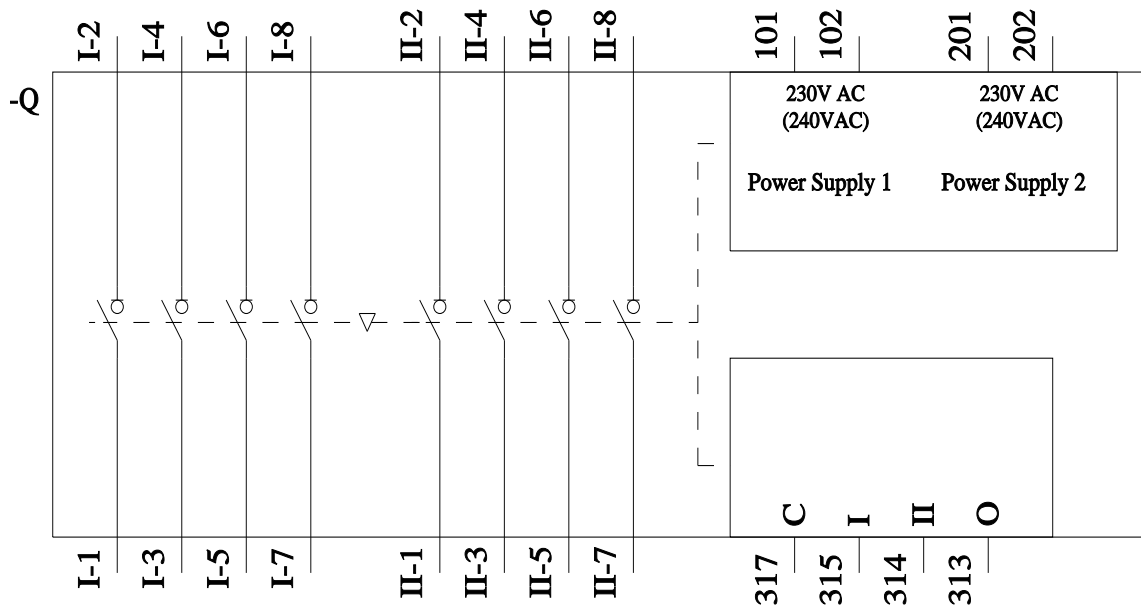 I-2
I-4
I-6
I-8
II-2
II-4
II-6
II-8
101
102
201
202
-Q
230V AC
(240VAC)
230V AC
(240VAC)
Power Supply 1
Power Supply 2
C
I
II
O
I-1
I-3
I-5
I-7
II-1
II-3
II-5
II-7
317
315
314
313